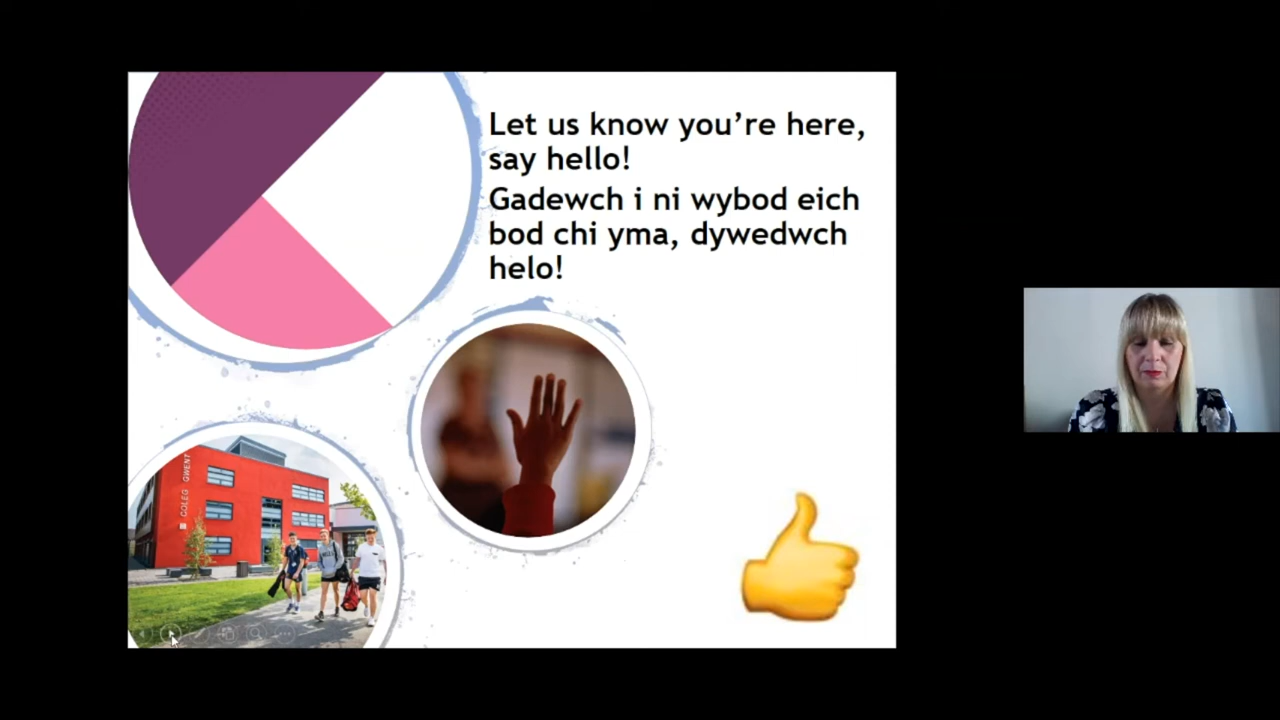 Let us know you’re here,
say hello!
Gadewch i ni wybod eich
bod chi yma, dywedwch
helo!
COLEG GWENT